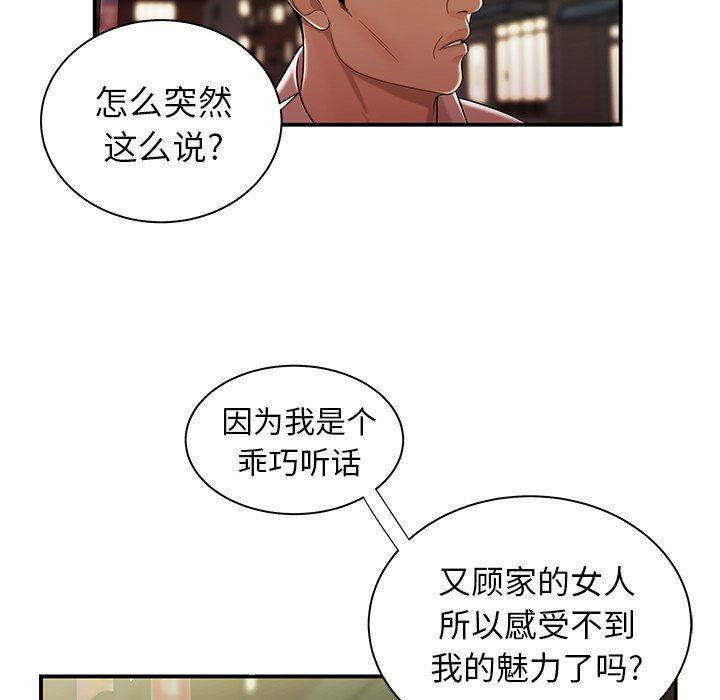 怎么突然
这么说?
因为我是个
乖巧听话
又顾家的女人
所以感受不到
我的魅力了吗?